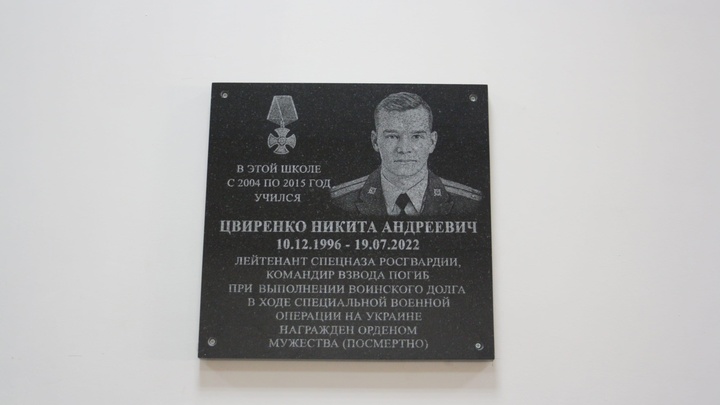 В ЭТОЙ ШКОЛЕ
С 2004 ПО 2015 ГОД
УЧИЛСЯ
ЦВИРЕНКО НИКИТА АНДРЕЕВИЧ
10.12.1996 - 19.07.2022
ЛЕЙТЕНАНТ СПЕЦНАЗА РОСГВАРДИИ,
КОМАНДИР ВЗВОДА ПОГИБ
ПРИ ВЫПОЛНЕНИИ ВОИНСКОГО ДОЛГА
В ХОДЕ СПЕЦИАЛЬНОЙ ВОЕННОЙ
ОПЕРАЦИИ НА УКРАИНЕ
НАГРАЖДЕН ОРДЕНОМ
МУЖЕСТВА (ПОСМЕРТНО)